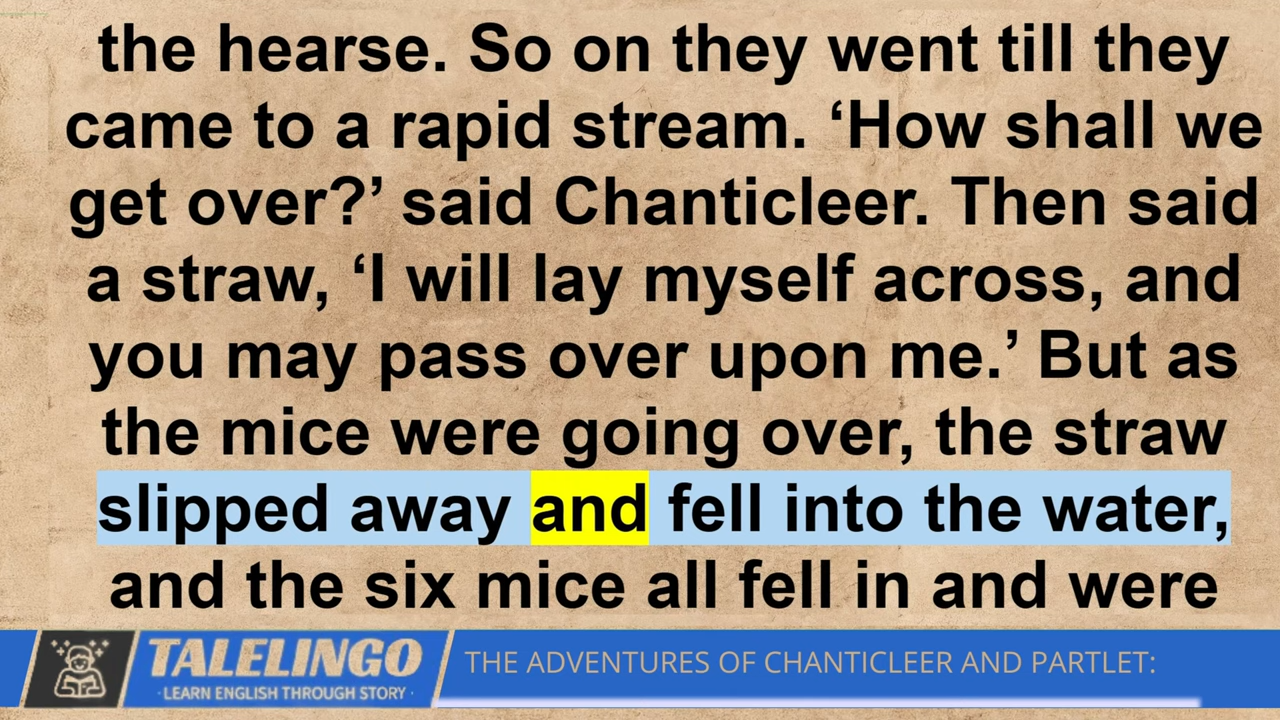 the hearse. So on they went till they
came to a rapid stream. ‘How shall we
get over?’ said Chanticleer. Then said
a straw, ‘I will lay myself across, and
you may pass over upon me.’ But as
the mice were going over, the straw
slipped away and fell into the water,
and the six mice all fell in and were
TALELINGO
· LEARN ENGLISH THROUGH STORY ·
THE ADVENTURES OF CHANTICLEER AND PARTLET: